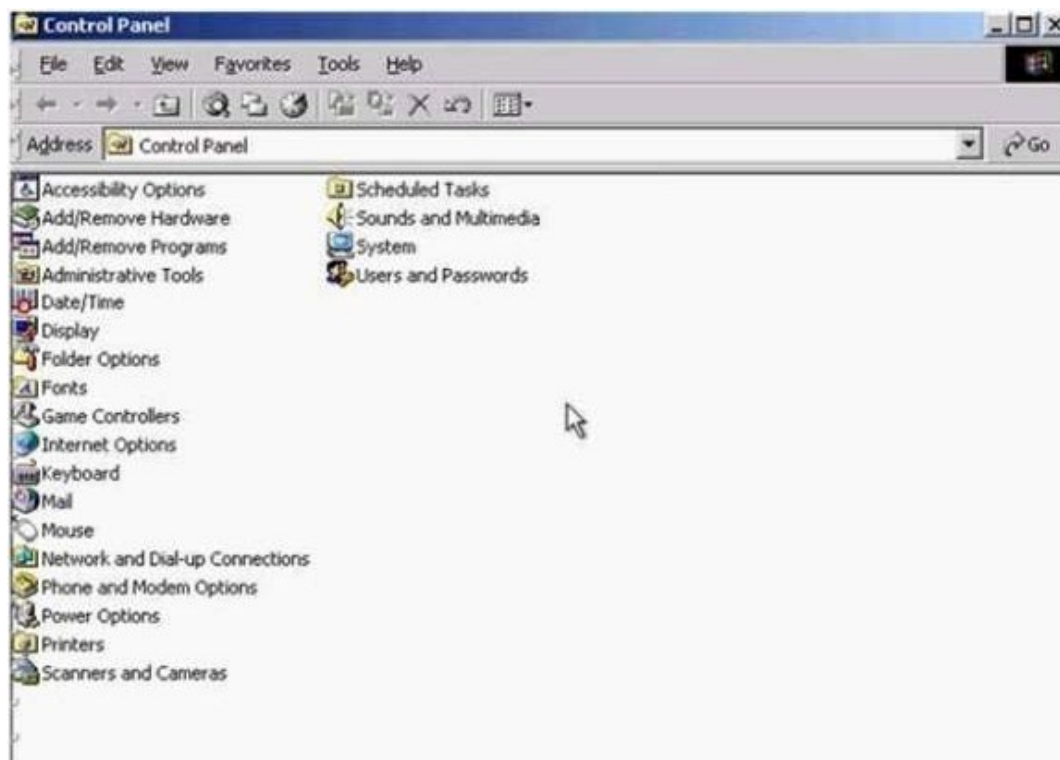 Control Panel
File Edit View Favorites Tools Help
Address Control Panel Go
Accessibility Options
Add/Remove Hardware
Add/Remove Programs
Administrative Tools
Date/Time
Display
Folder Options
Fonts
Game Controllers
Internet Options
Keyboard
Mail
Mouse
Network and Dial-up Connections
Phone and Modem Options
Power Options
Printers
Scanners and Cameras
Scheduled Tasks
Sounds and Multimedia
System
Users and Passwords